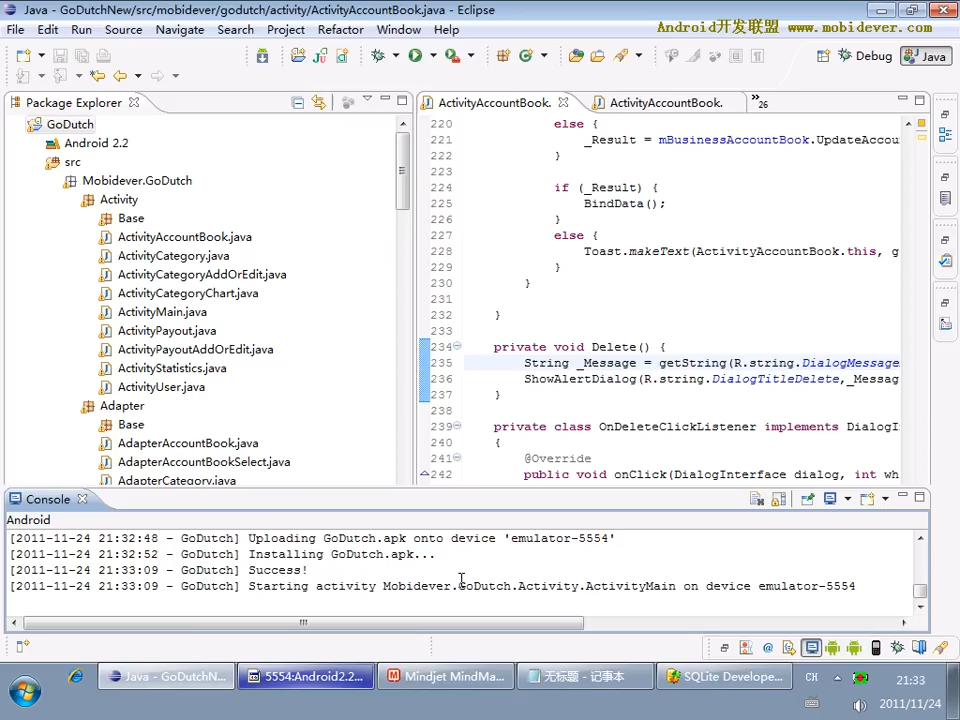 Java - GoDutchNew/src/mobidever/godutch/activity/ActivityAccountBook.java - Eclipse
File Edit Run Source Navigate Search Project Refactor Window Help
Android开发联盟 www.mobidever.com
Debug Java
Package Explorer
ActivityAccountBook. ActivityAccountBook. 26
GoDutch
Android 2.2
src
Mobidever.GoDutch
Activity
Base
ActivityAccountBook.java
ActivityCategory.java
ActivityCategoryAddOrEdit.java
ActivityCategoryChart.java
ActivityMain.java
ActivityPayout.java
ActivityPayoutAddOrEdit.java
ActivityStatistics.java
ActivityUser.java
Adapter
Base
AdapterAccountBook.java
AdapterAccountBookSelect.java
AdapterCategory.java
220 else {
221 _Result = mBusinessAccountBook.UpdateAccou
222 }
223
224 if (_Result) {
225 BindData();
226 }
227 else {
228 Toast.makeText(ActivityAccountBook.this, g
229 }
230 }
231
232 }
233
234 private void Delete() {
235 String _Message = getString(R.string.DialogMessage
236 ShowAlertDialog(R.string.DialogTitleDelete,_Messag
237 }
238
239 private class OnDeleteClickListener implements DialogI
240 {
241 @Override
242 public void onClick(DialogInterface dialog, int wh
Console
Android
[2011-11-24 21:32:48 - GoDutch] Uploading GoDutch.apk onto device 'emulator-5554'
[2011-11-24 21:32:52 - GoDutch] Installing GoDutch.apk...
[2011-11-24 21:33:09 - GoDutch] Success!
[2011-11-24 21:33:09 - GoDutch] Starting activity Mobidever.GoDutch.Activity.ActivityMain on device emulator-5554
Java - GoDutchN... 5554:Android2.2... Mindjet MindMa... 无标题 - 记事本 SQLite Develope... CH 21:33
2011/11/24